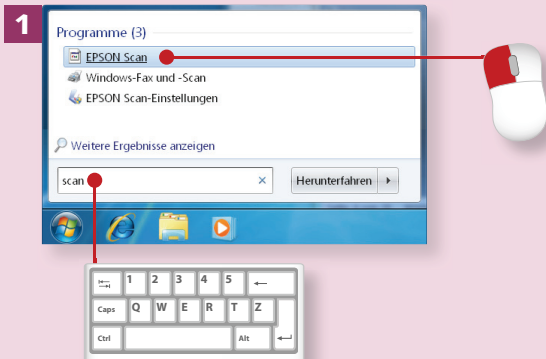 1
Programme (3)
EPSON Scan
Windows-Fax und -Scan
EPSON Scan-Einstellungen
Weitere Ergebnisse anzeigen
scan × Herunterfahren
1 2 3 4 5 ←
Caps Q W E R T Z
Ctrl Alt